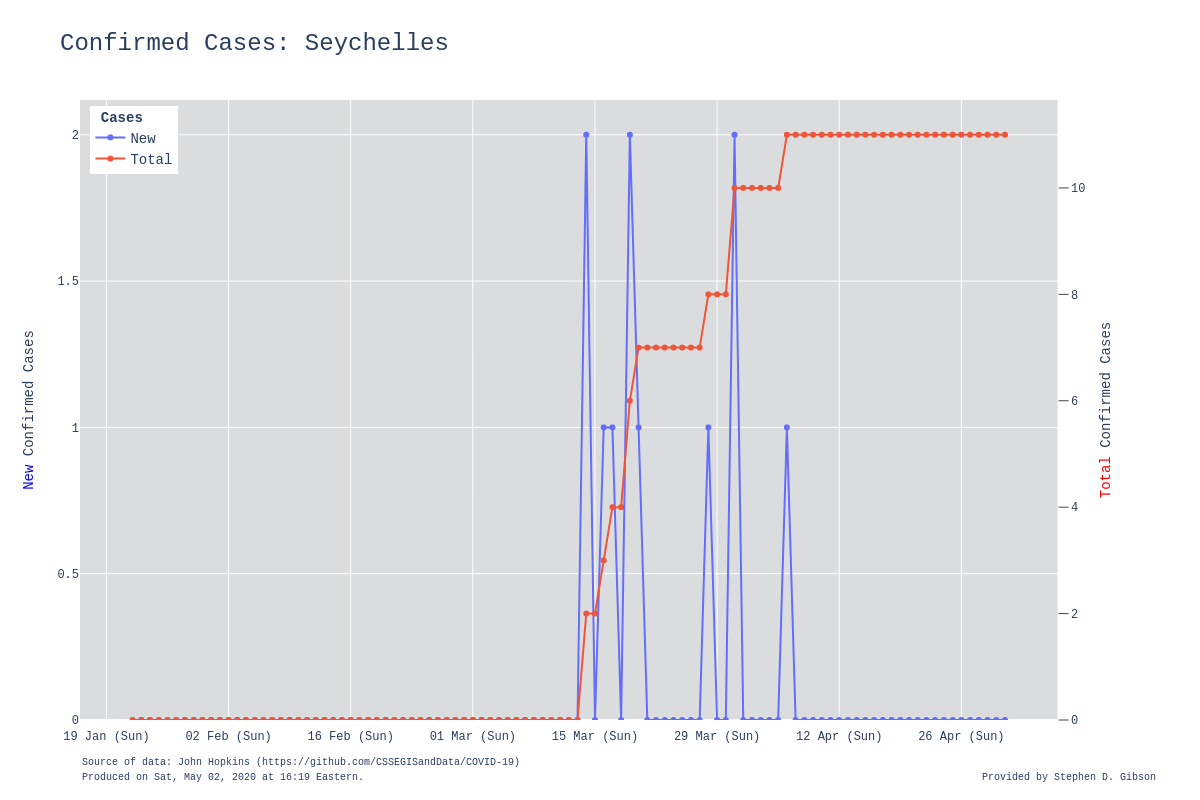 Confirmed Cases: Seychelles
Cases
New
Total
2
1.5
1
0.5
0
10
8
6
4
2
0
New Confirmed Cases
Total Confirmed Cases
19 Jan (Sun) 02 Feb (Sun) 16 Feb (Sun) 01 Mar (Sun) 15 Mar (Sun) 29 Mar (Sun) 12 Apr (Sun) 26 Apr (Sun)
Source of data: John Hopkins (https://github.com/CSSEGISandData/COVID-19)
Produced on Sat, May 02, 2020 at 16:19 Eastern.
Provided by Stephen D. Gibson